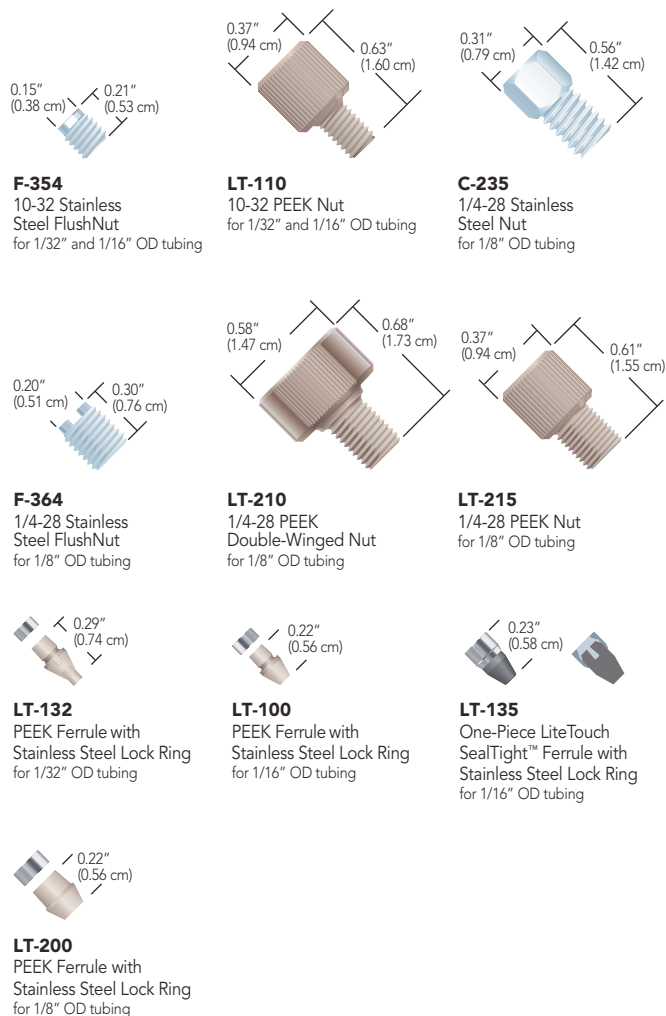 0.15"
(0.38 cm)
0.21"
(0.53 cm)
F-354
10-32 Stainless
Steel FlushNut
for 1/32" and 1/16" OD tubing
0.37"
(0.94 cm)
0.63"
(1.60 cm)
LT-110
10-32 PEEK Nut
for 1/32" and 1/16" OD tubing
0.31"
(0.79 cm)
0.56"
(1.42 cm)
C-235
1/4-28 Stainless
Steel Nut
for 1/8" OD tubing
0.20"
(0.51 cm)
0.30"
(0.76 cm)
F-364
1/4-28 Stainless
Steel FlushNut
for 1/8" OD tubing
0.58"
(1.47 cm)
0.68"
(1.73 cm)
LT-210
1/4-28 PEEK
Double-Winged Nut
for 1/8" OD tubing
0.37"
(0.94 cm)
0.61"
(1.55 cm)
LT-215
1/4-28 PEEK Nut
for 1/8" OD tubing
0.29"
(0.74 cm)
LT-132
PEEK Ferrule with
Stainless Steel Lock Ring
for 1/32" OD tubing
0.22"
(0.56 cm)
LT-100
PEEK Ferrule with
Stainless Steel Lock Ring
for 1/16" OD tubing
0.23"
(0.58 cm)
LT-135
One-Piece LiteTouch
SealTight™ Ferrule with
Stainless Steel Lock Ring
for 1/16" OD tubing
0.22"
(0.56 cm)
LT-200
PEEK Ferrule with
Stainless Steel Lock Ring
for 1/8" OD tubing